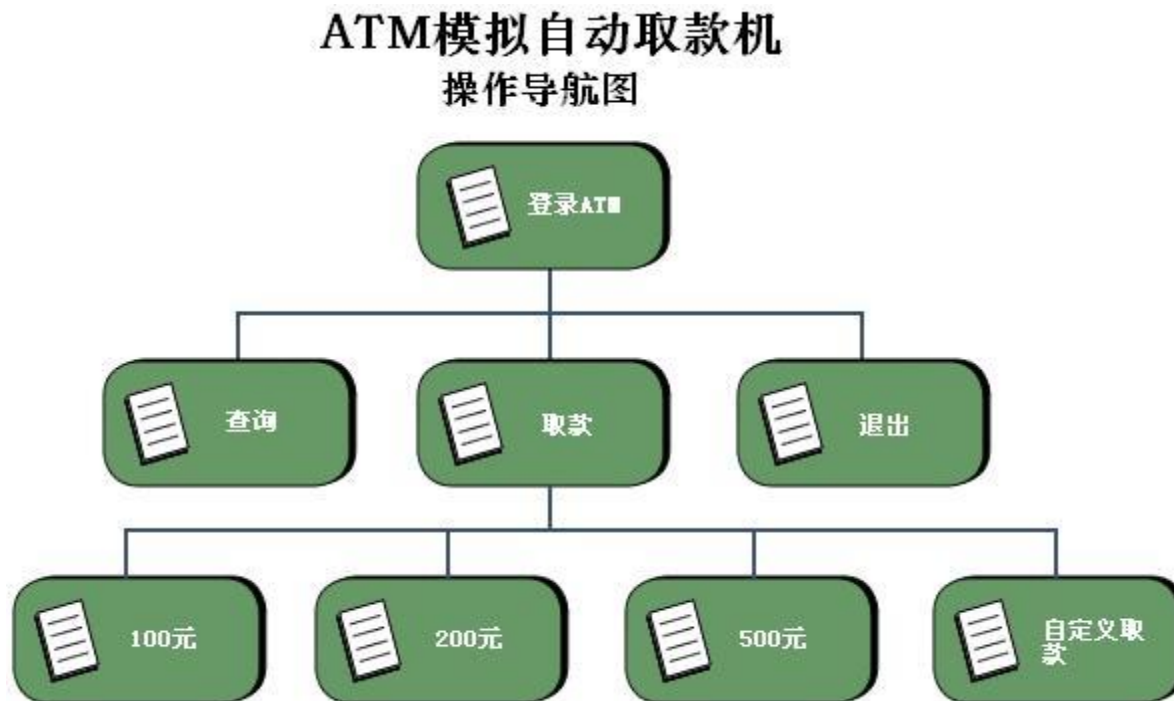 ATM模拟自动取款机
操作导航图
登录ATM
查询
取款
退出
100元
200元
500元
自定义取
款